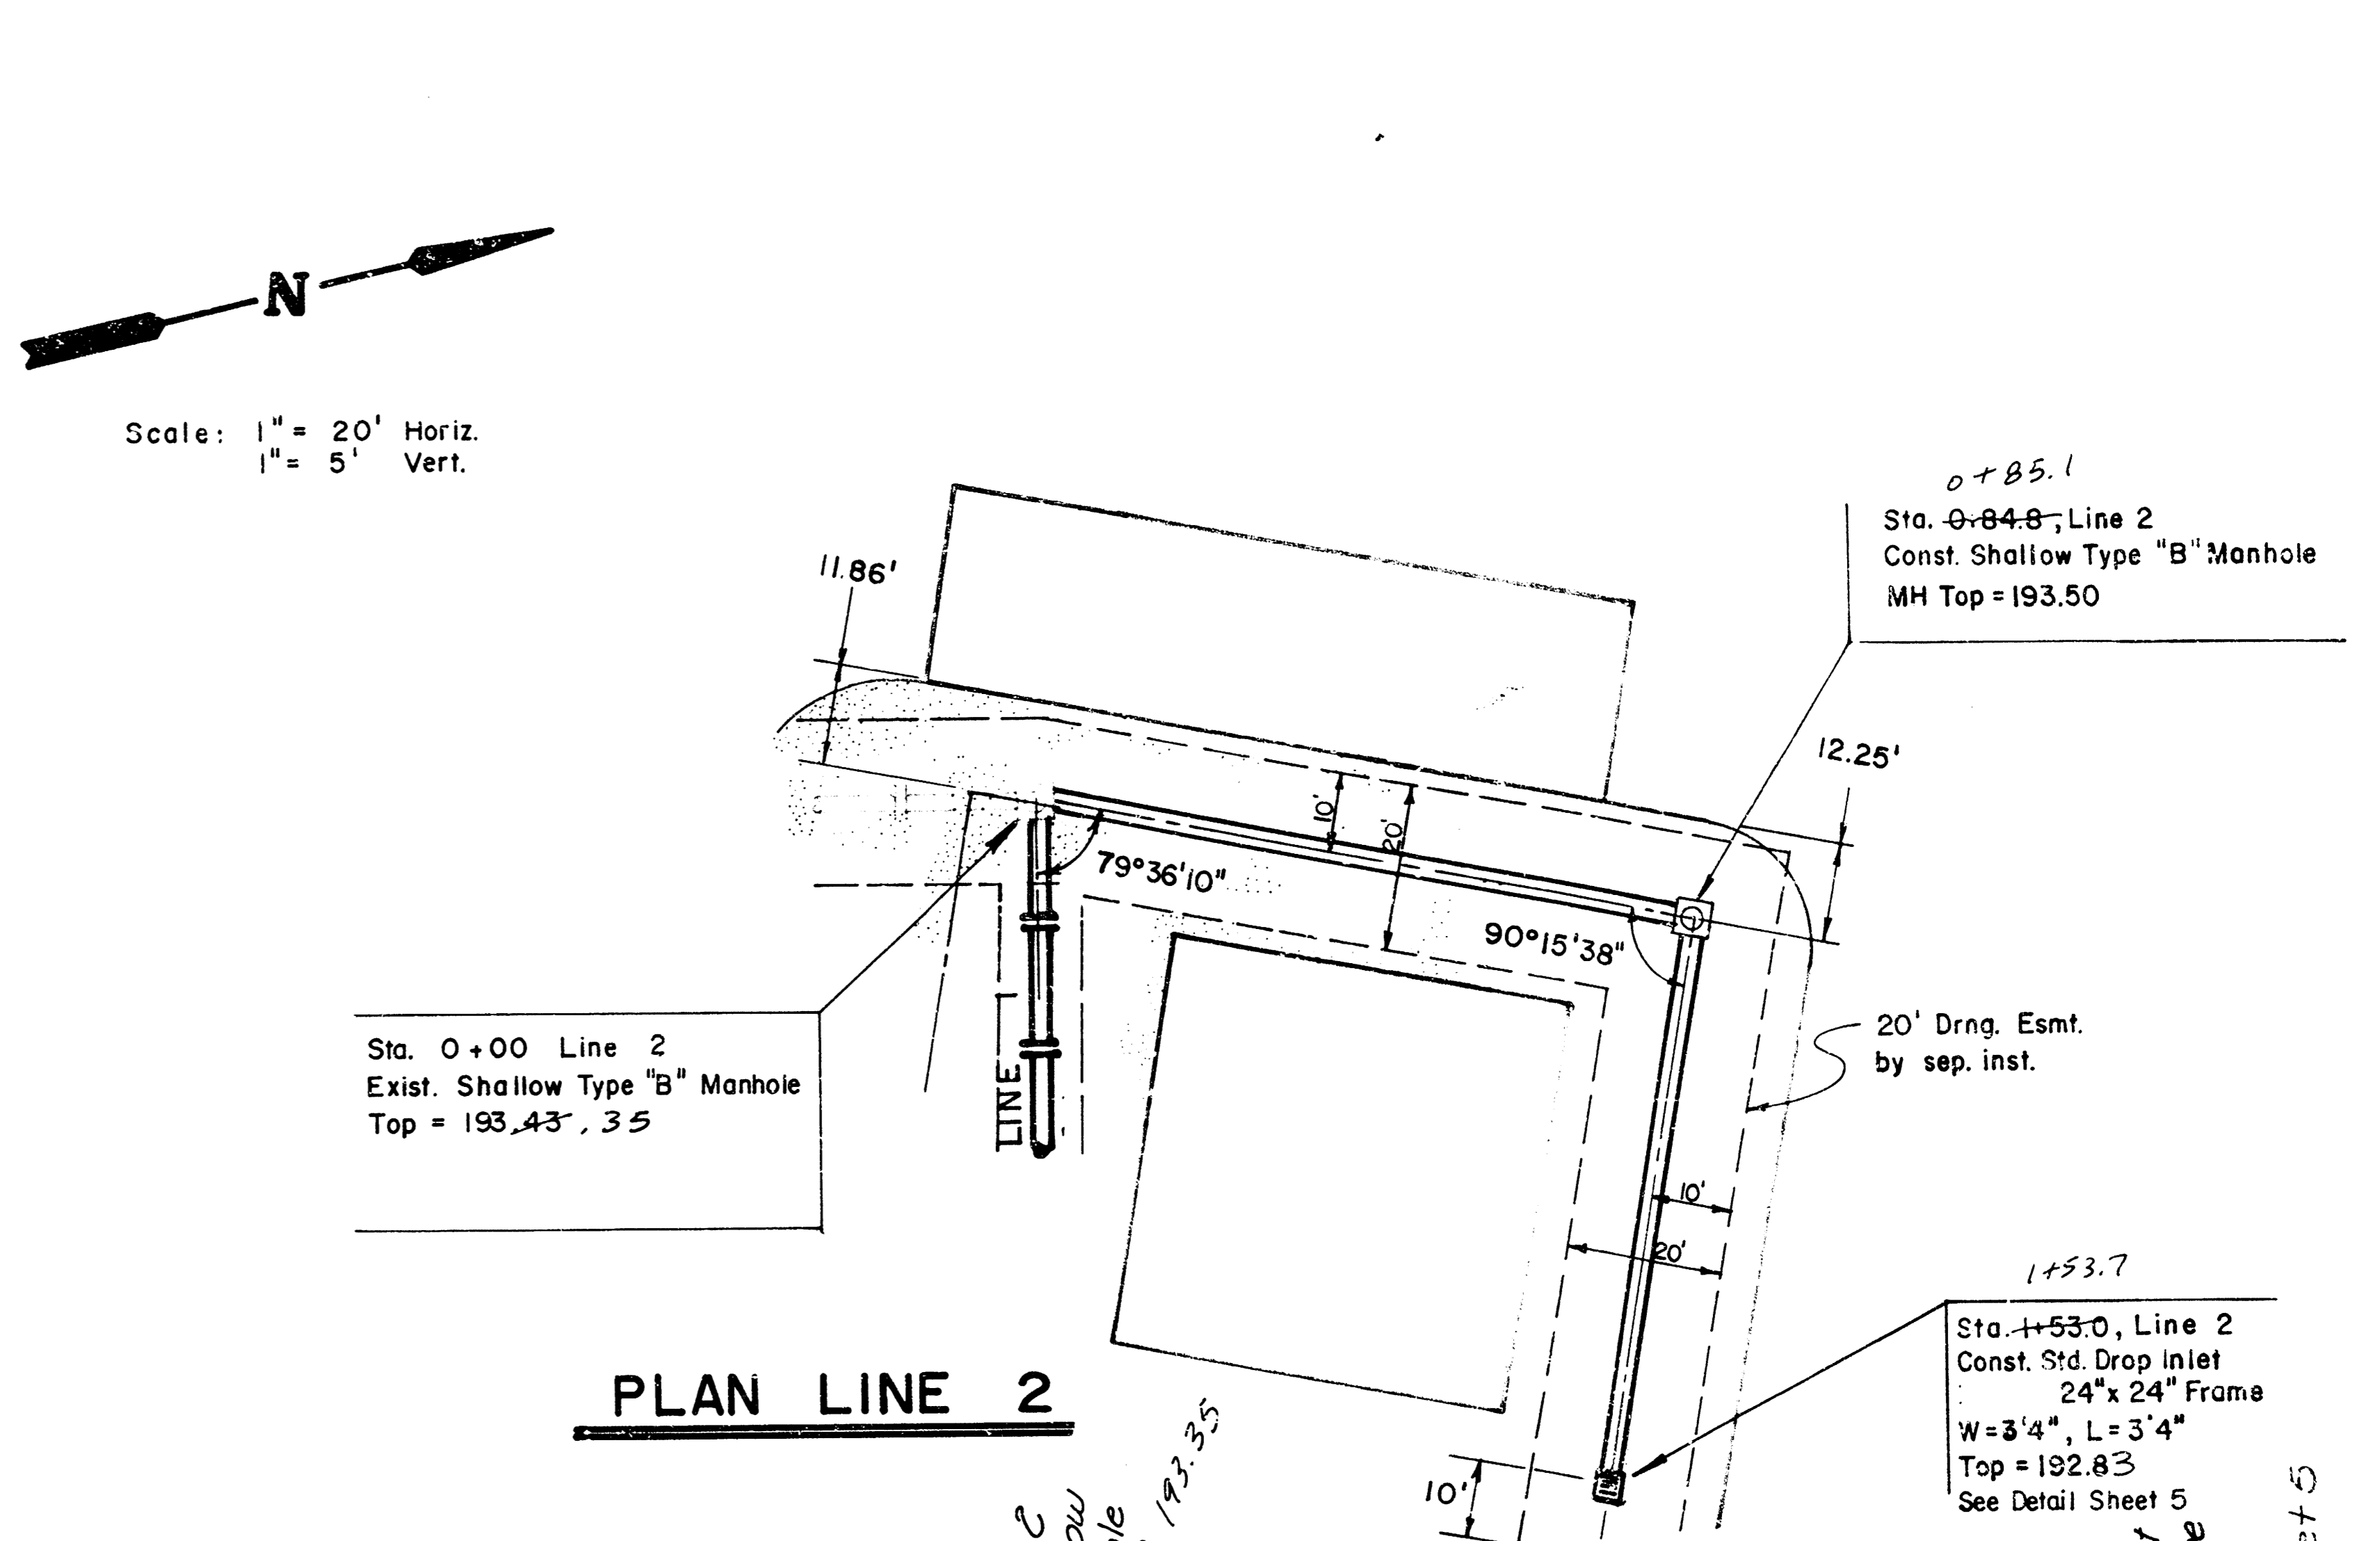 N
Scale: 1" = 20' Horiz.
1" = 5' Vert.
11.86'
0+85.1
Sta. 0+84.8, Line 2
Const. Shallow Type "B" Manhole
MH Top = 193.50
12.25'
10'
20'
79°36'10"
90°15'38"
Sta. 0+00 Line 2
Exist. Shallow Type "B" Manhole
Top = 193.43 .35
LINE 1
20' Drng. Esmt.
by sep. inst.
10'
20'
1+53.7
Sta. 1+53.0, Line 2
Const. Std. Drop Inlet
24" x 24" Frame
W = 3'4", L = 3'4"
Top = 192.83
See Detail Sheet 5
PLAN LINE 2
10'
193.35